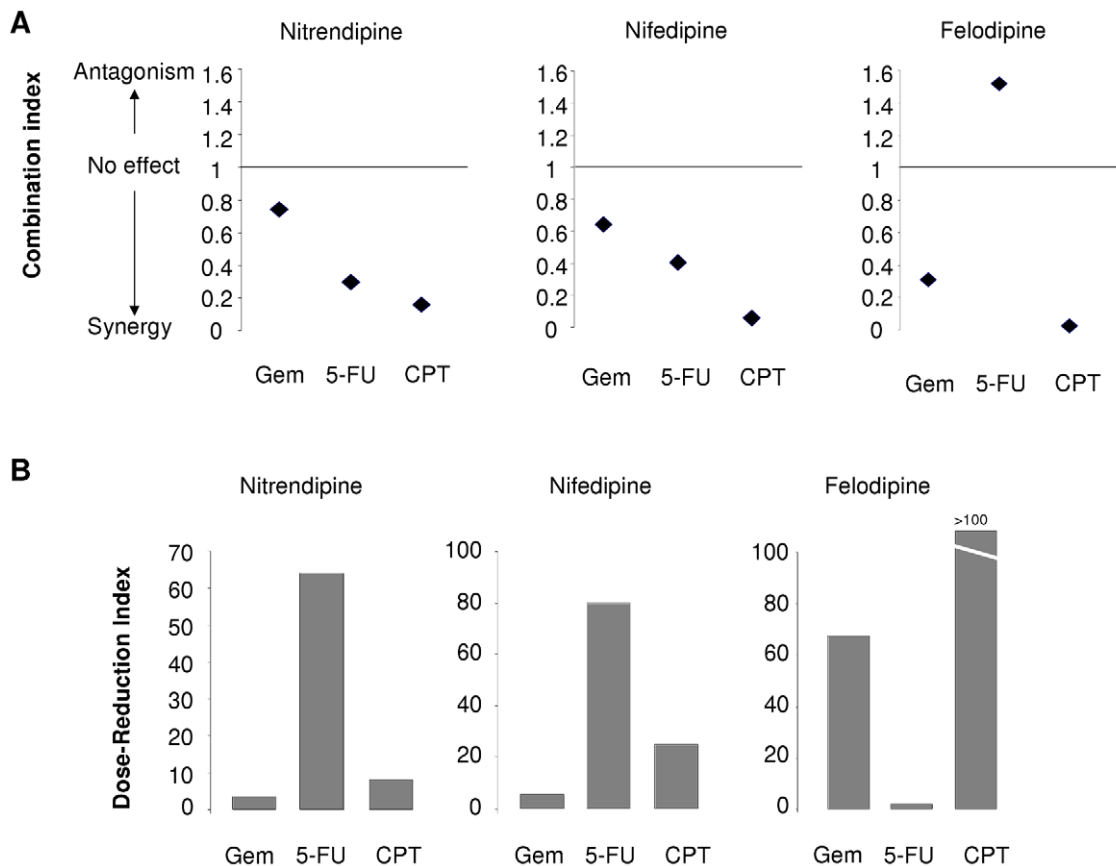 A
Combination index
Antagonism
No effect
Synergy
Nitrendipine
1.6
1.4
1.2
1
0.8
0.6
0.4
0.2
0
Gem 5-FU CPT
Nifedipine
1.6
1.4
1.2
1
0.8
0.6
0.4
0.2
0
Gem 5-FU CPT
Felodipine
1.6
1.4
1.2
1
0.8
0.6
0.4
0.2
0
Gem 5-FU CPT
B
Dose-Reduction Index
Nitrendipine
70
60
50
40
30
20
10
0
Gem 5-FU CPT
Nifedipine
100
80
60
40
20
0
Gem 5-FU CPT
Felodipine
>100
100
80
60
40
20
0
Gem 5-FU CPT